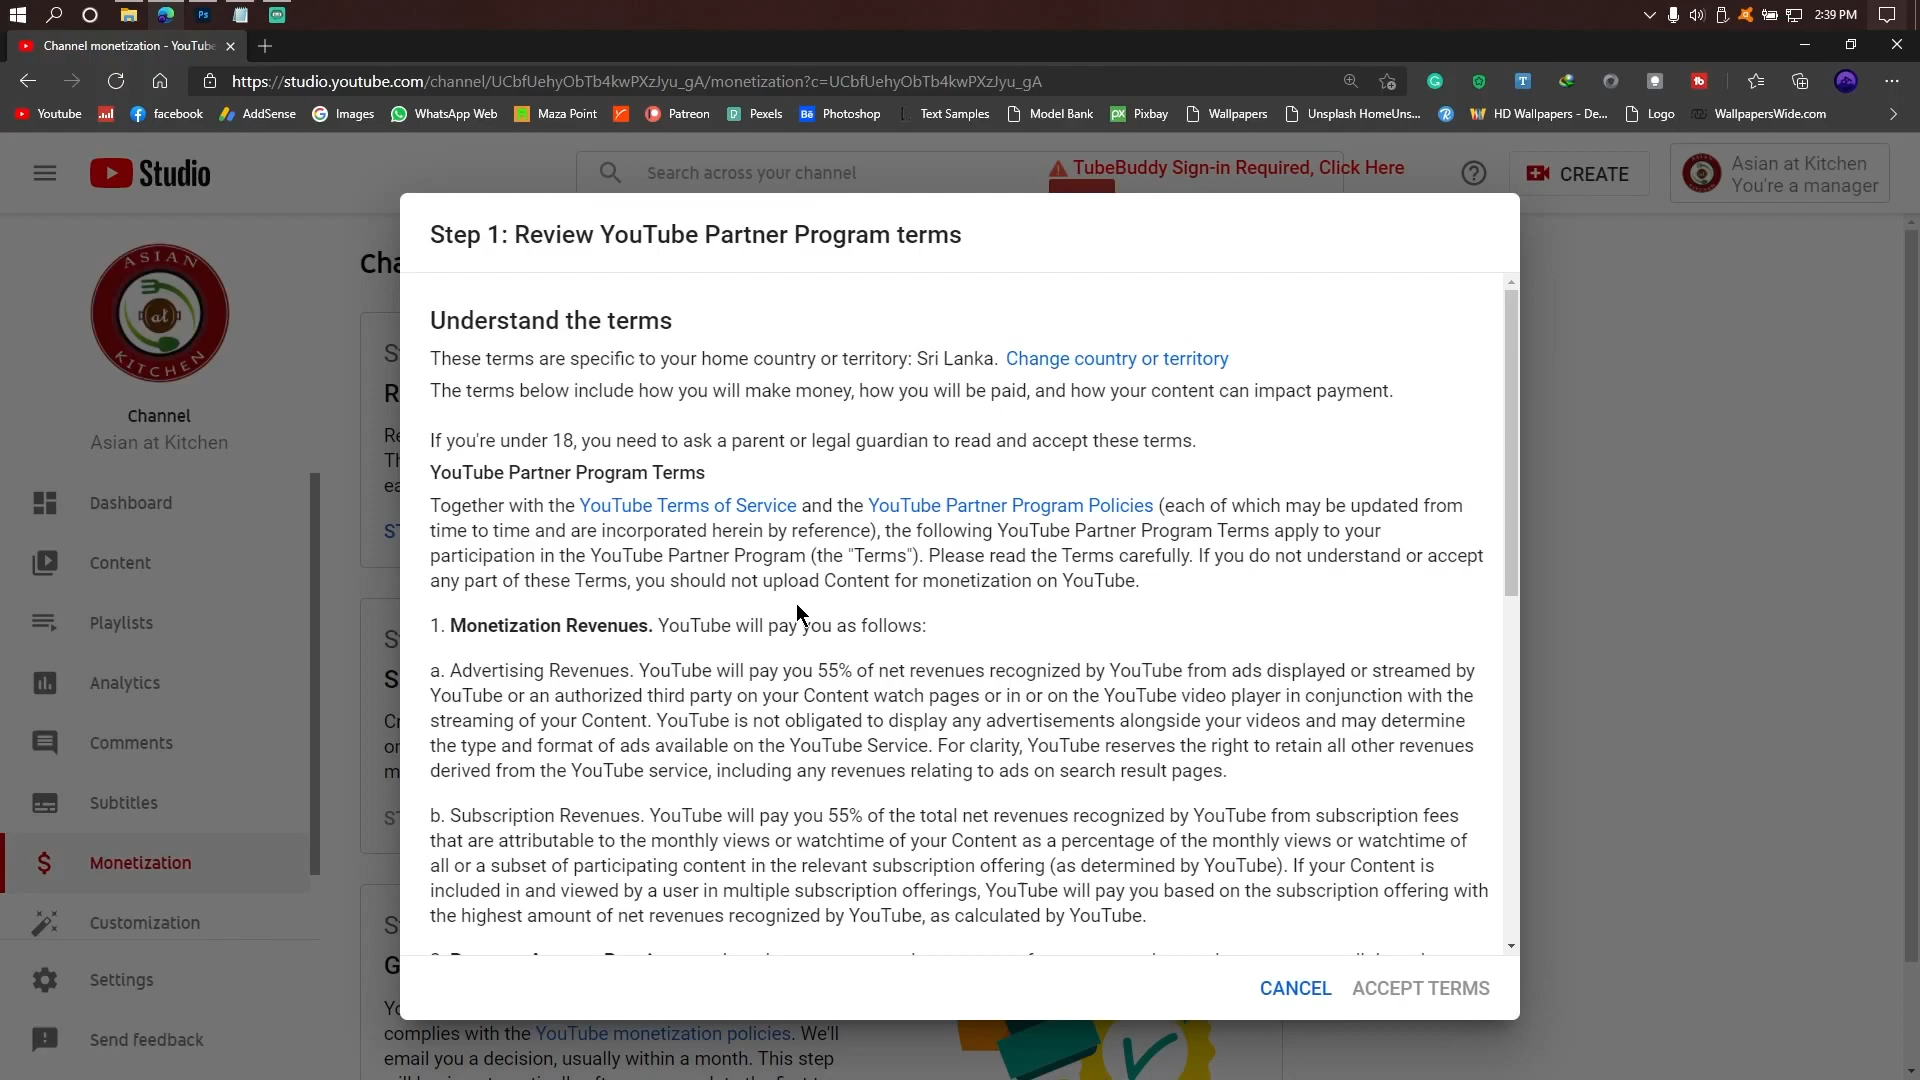 2:39 PM
Channel monetization - YouTube
https://studio.youtube.com/channel/UCbfUehyObTb4kwPXzJyu_gA/monetization?c=UCbfUehyObTb4kwPXzJyu_gA
Youtube facebook AddSense Images WhatsApp Web Maza Point Patreon Pexels Photoshop Text Samples Model Bank Pixbay Wallpapers Unsplash HomeUns... HD Wallpapers - De... Logo WallpapersWide.com
Studio
Search across your channel
TubeBuddy Sign-in Required, Click Here
CREATE
Asian at Kitchen
You're a manager
ASIAN
at
KITCHEN
Channel
Asian at Kitchen
Dashboard
Content
Playlists
Analytics
Comments
Subtitles
Monetization
Customization
Settings
Send feedback
Step 1: Review YouTube Partner Program terms
Understand the terms
These terms are specific to your home country or territory: Sri Lanka. Change country or territory
The terms below include how you will make money, how you will be paid, and how your content can impact payment.
If you're under 18, you need to ask a parent or legal guardian to read and accept these terms.
YouTube Partner Program Terms
Together with the YouTube Terms of Service and the YouTube Partner Program Policies (each of which may be updated from
time to time and are incorporated herein by reference), the following YouTube Partner Program Terms apply to your
participation in the YouTube Partner Program (the "Terms"). Please read the Terms carefully. If you do not understand or accept
any part of these Terms, you should not upload Content for monetization on YouTube.
1. Monetization Revenues. YouTube will pay you as follows:
a. Advertising Revenues. YouTube will pay you 55% of net revenues recognized by YouTube from ads displayed or streamed by
YouTube or an authorized third party on your Content watch pages or in or on the YouTube video player in conjunction with the
streaming of your Content. YouTube is not obligated to display any advertisements alongside your videos and may determine
the type and format of ads available on the YouTube Service. For clarity, YouTube reserves the right to retain all other revenues
derived from the YouTube service, including any revenues relating to ads on search result pages.
b. Subscription Revenues. YouTube will pay you 55% of the total net revenues recognized by YouTube from subscription fees
that are attributable to the monthly views or watchtime of your Content as a percentage of the monthly views or watchtime of
all or a subset of participating content in the relevant subscription offering (as determined by YouTube). If your Content is
included in and viewed by a user in multiple subscription offerings, YouTube will pay you based on the subscription offering with
the highest amount of net revenues recognized by YouTube, as calculated by YouTube.
CANCEL ACCEPT TERMS
complies with the YouTube monetization policies. We'll
email you a decision, usually within a month. This step